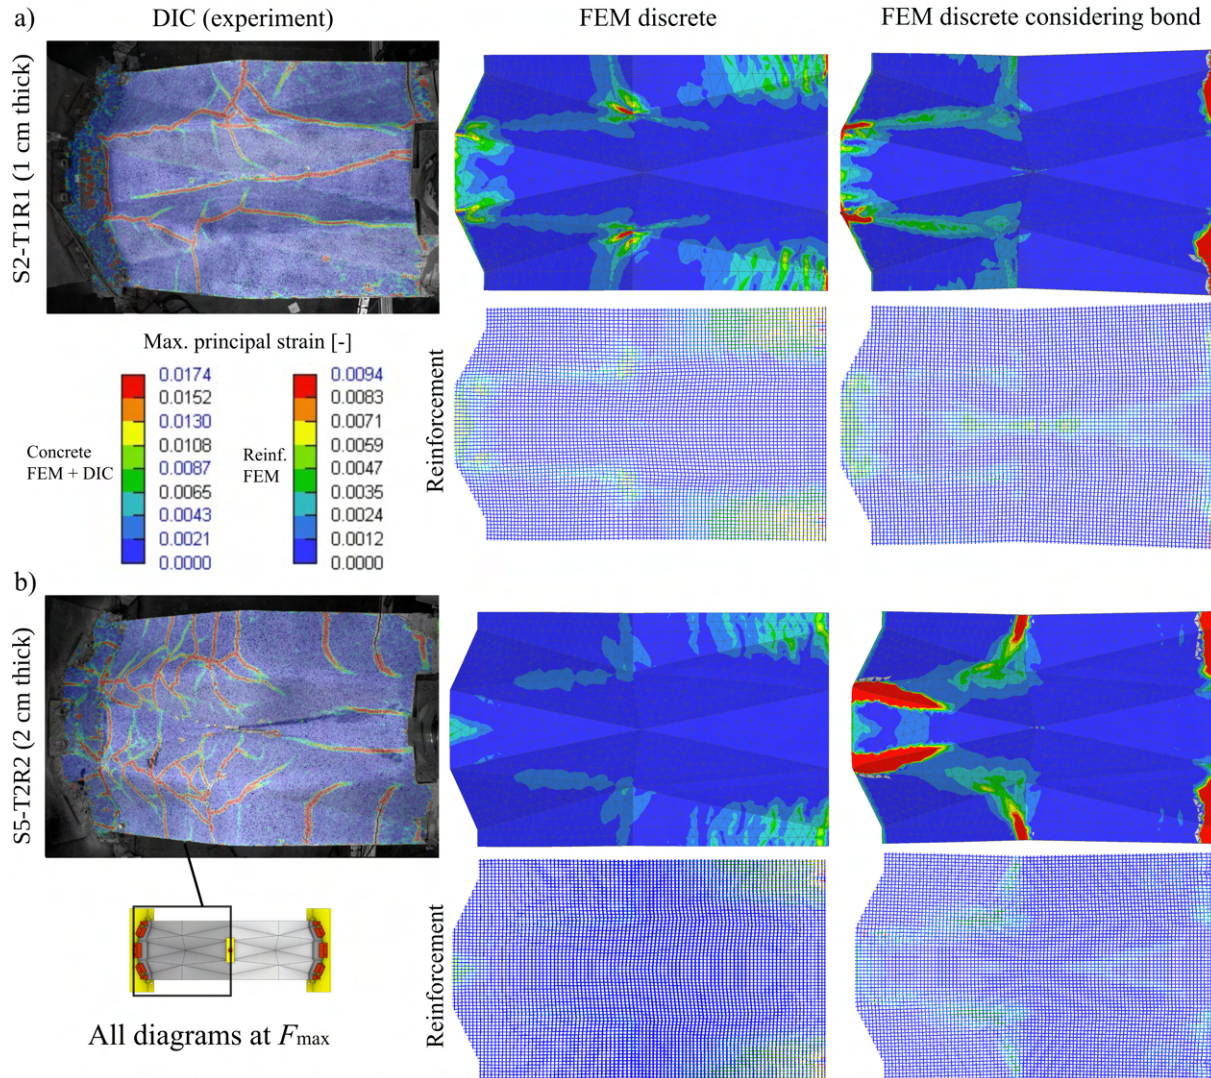 a)
DIC (experiment)
FEM discrete
FEM discrete considering bond
S2-T1R1 (1 cm thick)
Max. principal strain [-]
Concrete
FEM + DIC
0.0174
0.0152
0.0130
0.0108
0.0087
0.0065
0.0043
0.0021
0.0000
Reinf.
FEM
0.0094
0.0083
0.0071
0.0059
0.0047
0.0035
0.0024
0.0012
0.0000
Reinforcement
b)
S5-T2R2 (2 cm thick)
Reinforcement
All diagrams at Fmax